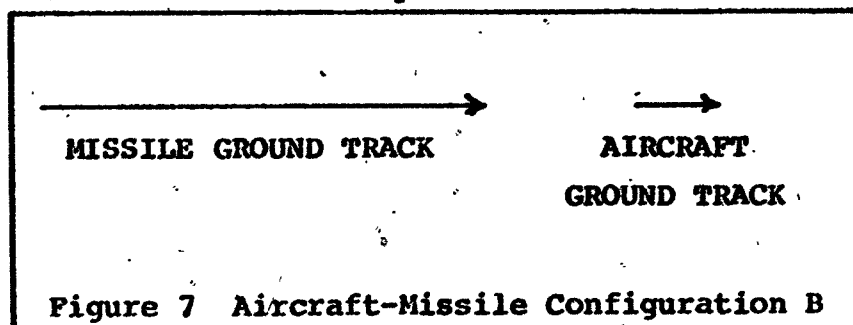 MISSILE GROUND TRACK
AIRCRAFT
GROUND TRACK
Figure 7 Aircraft-Missile Configuration B